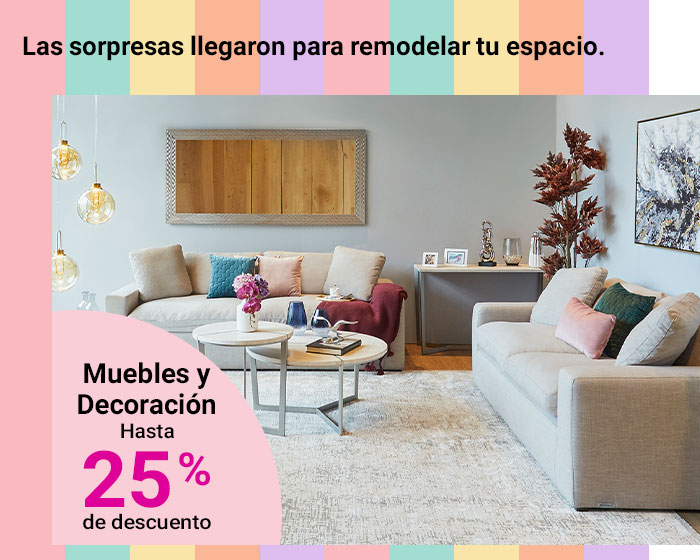 Las sorpresas llegaron para remodelar tu espacio.
Muebles y
Decoración
Hasta
25%
de descuento